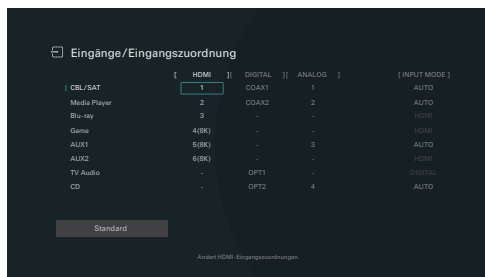 Eingänge/Eingangszuordnung
[ HDMI ][ DIGITAL ][ ANALOG ] [ INPUT MODE ]
CBL/SAT 1 COAX1 1 AUTO
Media Player 2 COAX2 2 AUTO
Blu-ray 3 - - HDMI
Game 4(8K) - - AUTO
AUX1 5(8K) - 3 AUTO
AUX2 6(8K) - - HDMI
TV Audio - OPT1 - DIGITAL
CD - OPT2 4 AUTO
Standard
Ändert HDMI-Eingangszuordnungen.